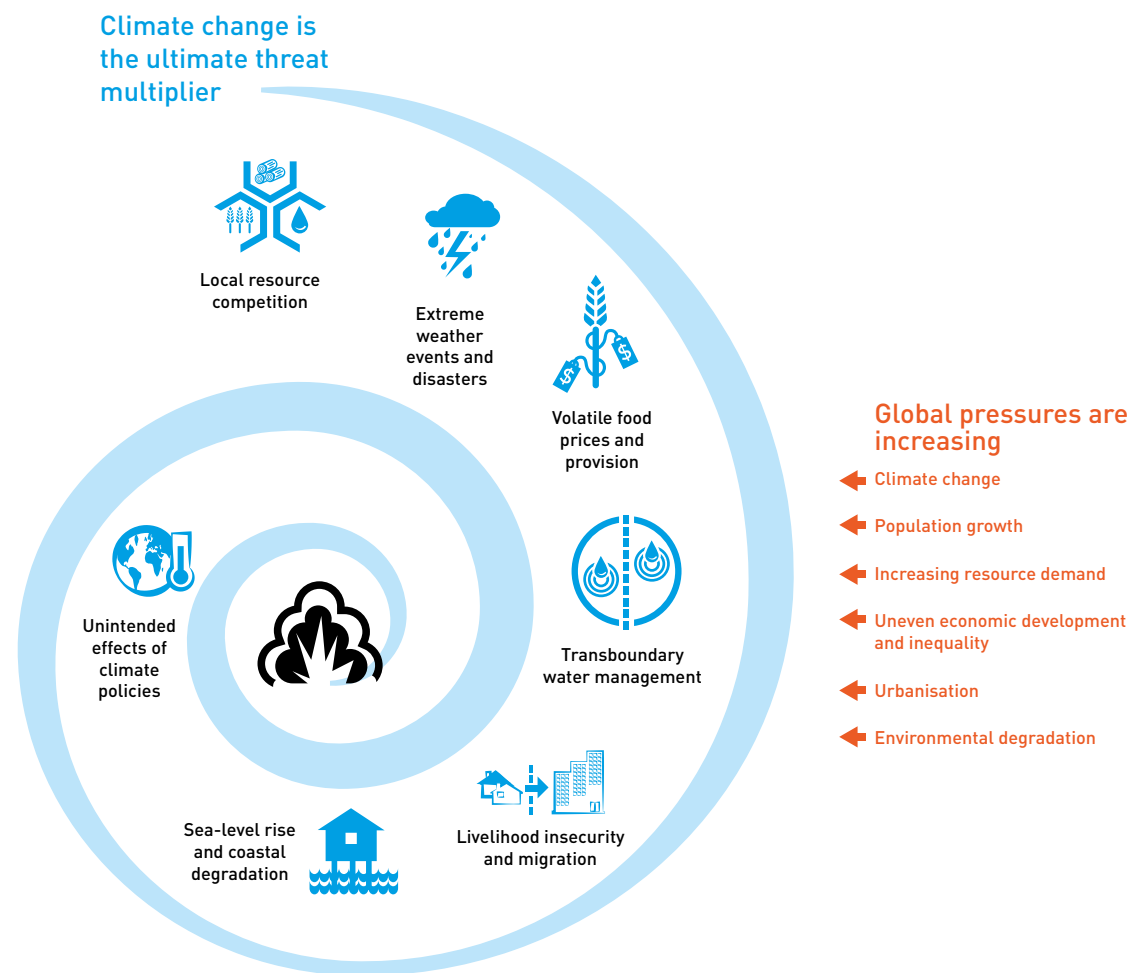 Climate change is
the ultimate threat
multiplier
Local resource
competition
Extreme
weather
events and
disasters
$
$
Volatile food
prices and
provision
Transboundary
water management
Livelihood insecurity
and migration
Sea-level rise
and coastal
degradation
Unintended
effects of
climate
policies
Global pressures are
increasing
Climate change
Population growth
Increasing resource demand
Uneven economic development
and inequality
Urbanisation
Environmental degradation